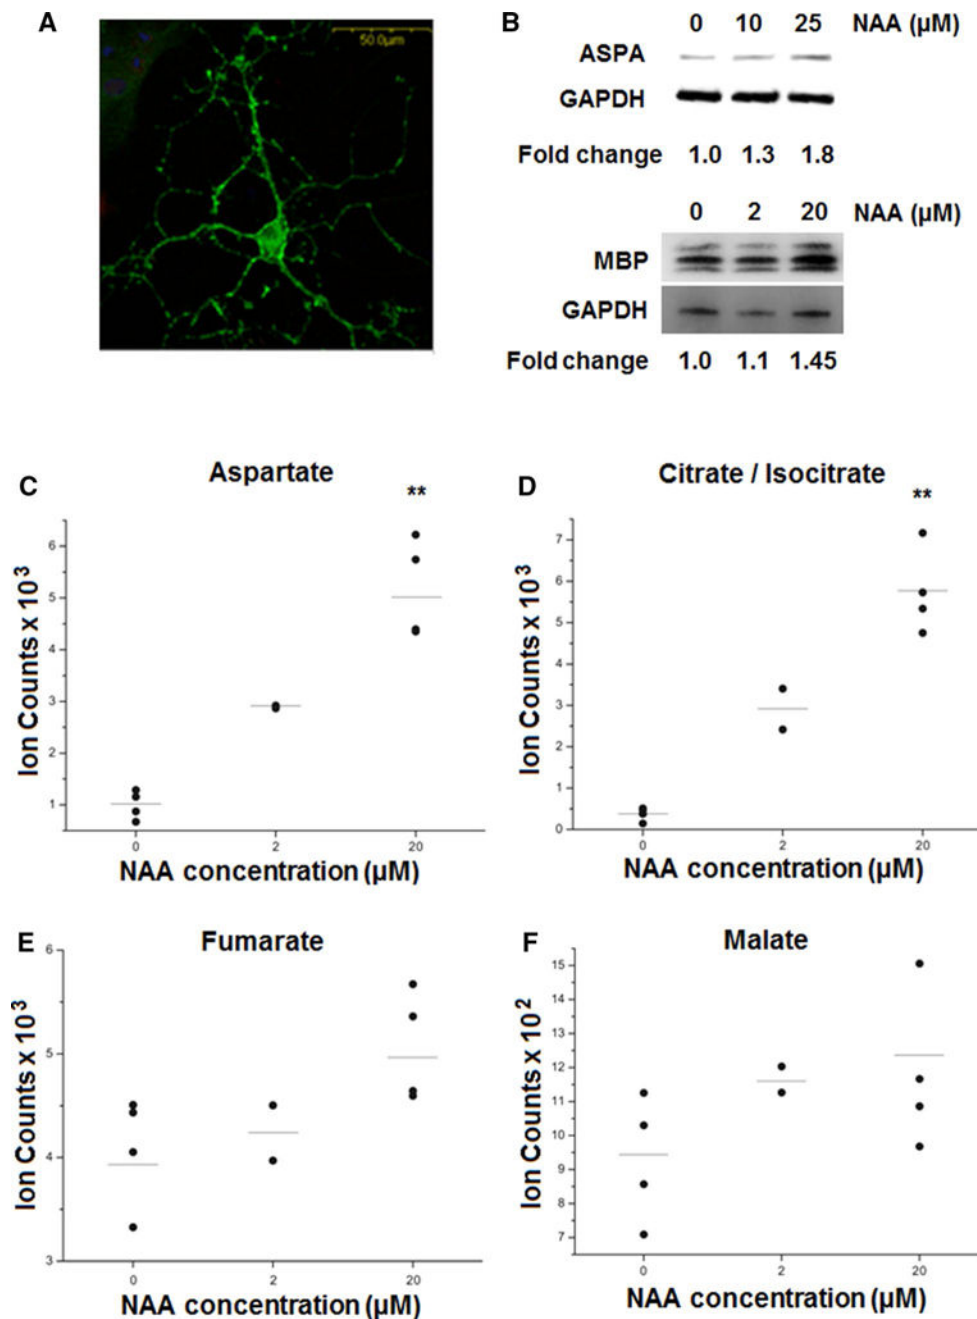 A
50.0µm
B
0 10 25 NAA (µM)
ASPA
GAPDH
Fold change 1.0 1.3 1.8
0 2 20 NAA (µM)
MBP
GAPDH
Fold change 1.0 1.1 1.45
C
Aspartate
**
6
5
4
3
2
1
Ion Counts x 10³
0 2 20
NAA concentration (µM)
D
Citrate / Isocitrate
**
7
6
5
4
3
2
1
0
Ion Counts x 10³
0 2 20
NAA concentration (µM)
E
Fumarate
6
5
4
3
Ion Counts x 10³
0 2 20
NAA concentration (µM)
F
Malate
15
14
13
12
11
10
9
8
7
Ion Counts x 10²
0 2 20
NAA concentration (µM)